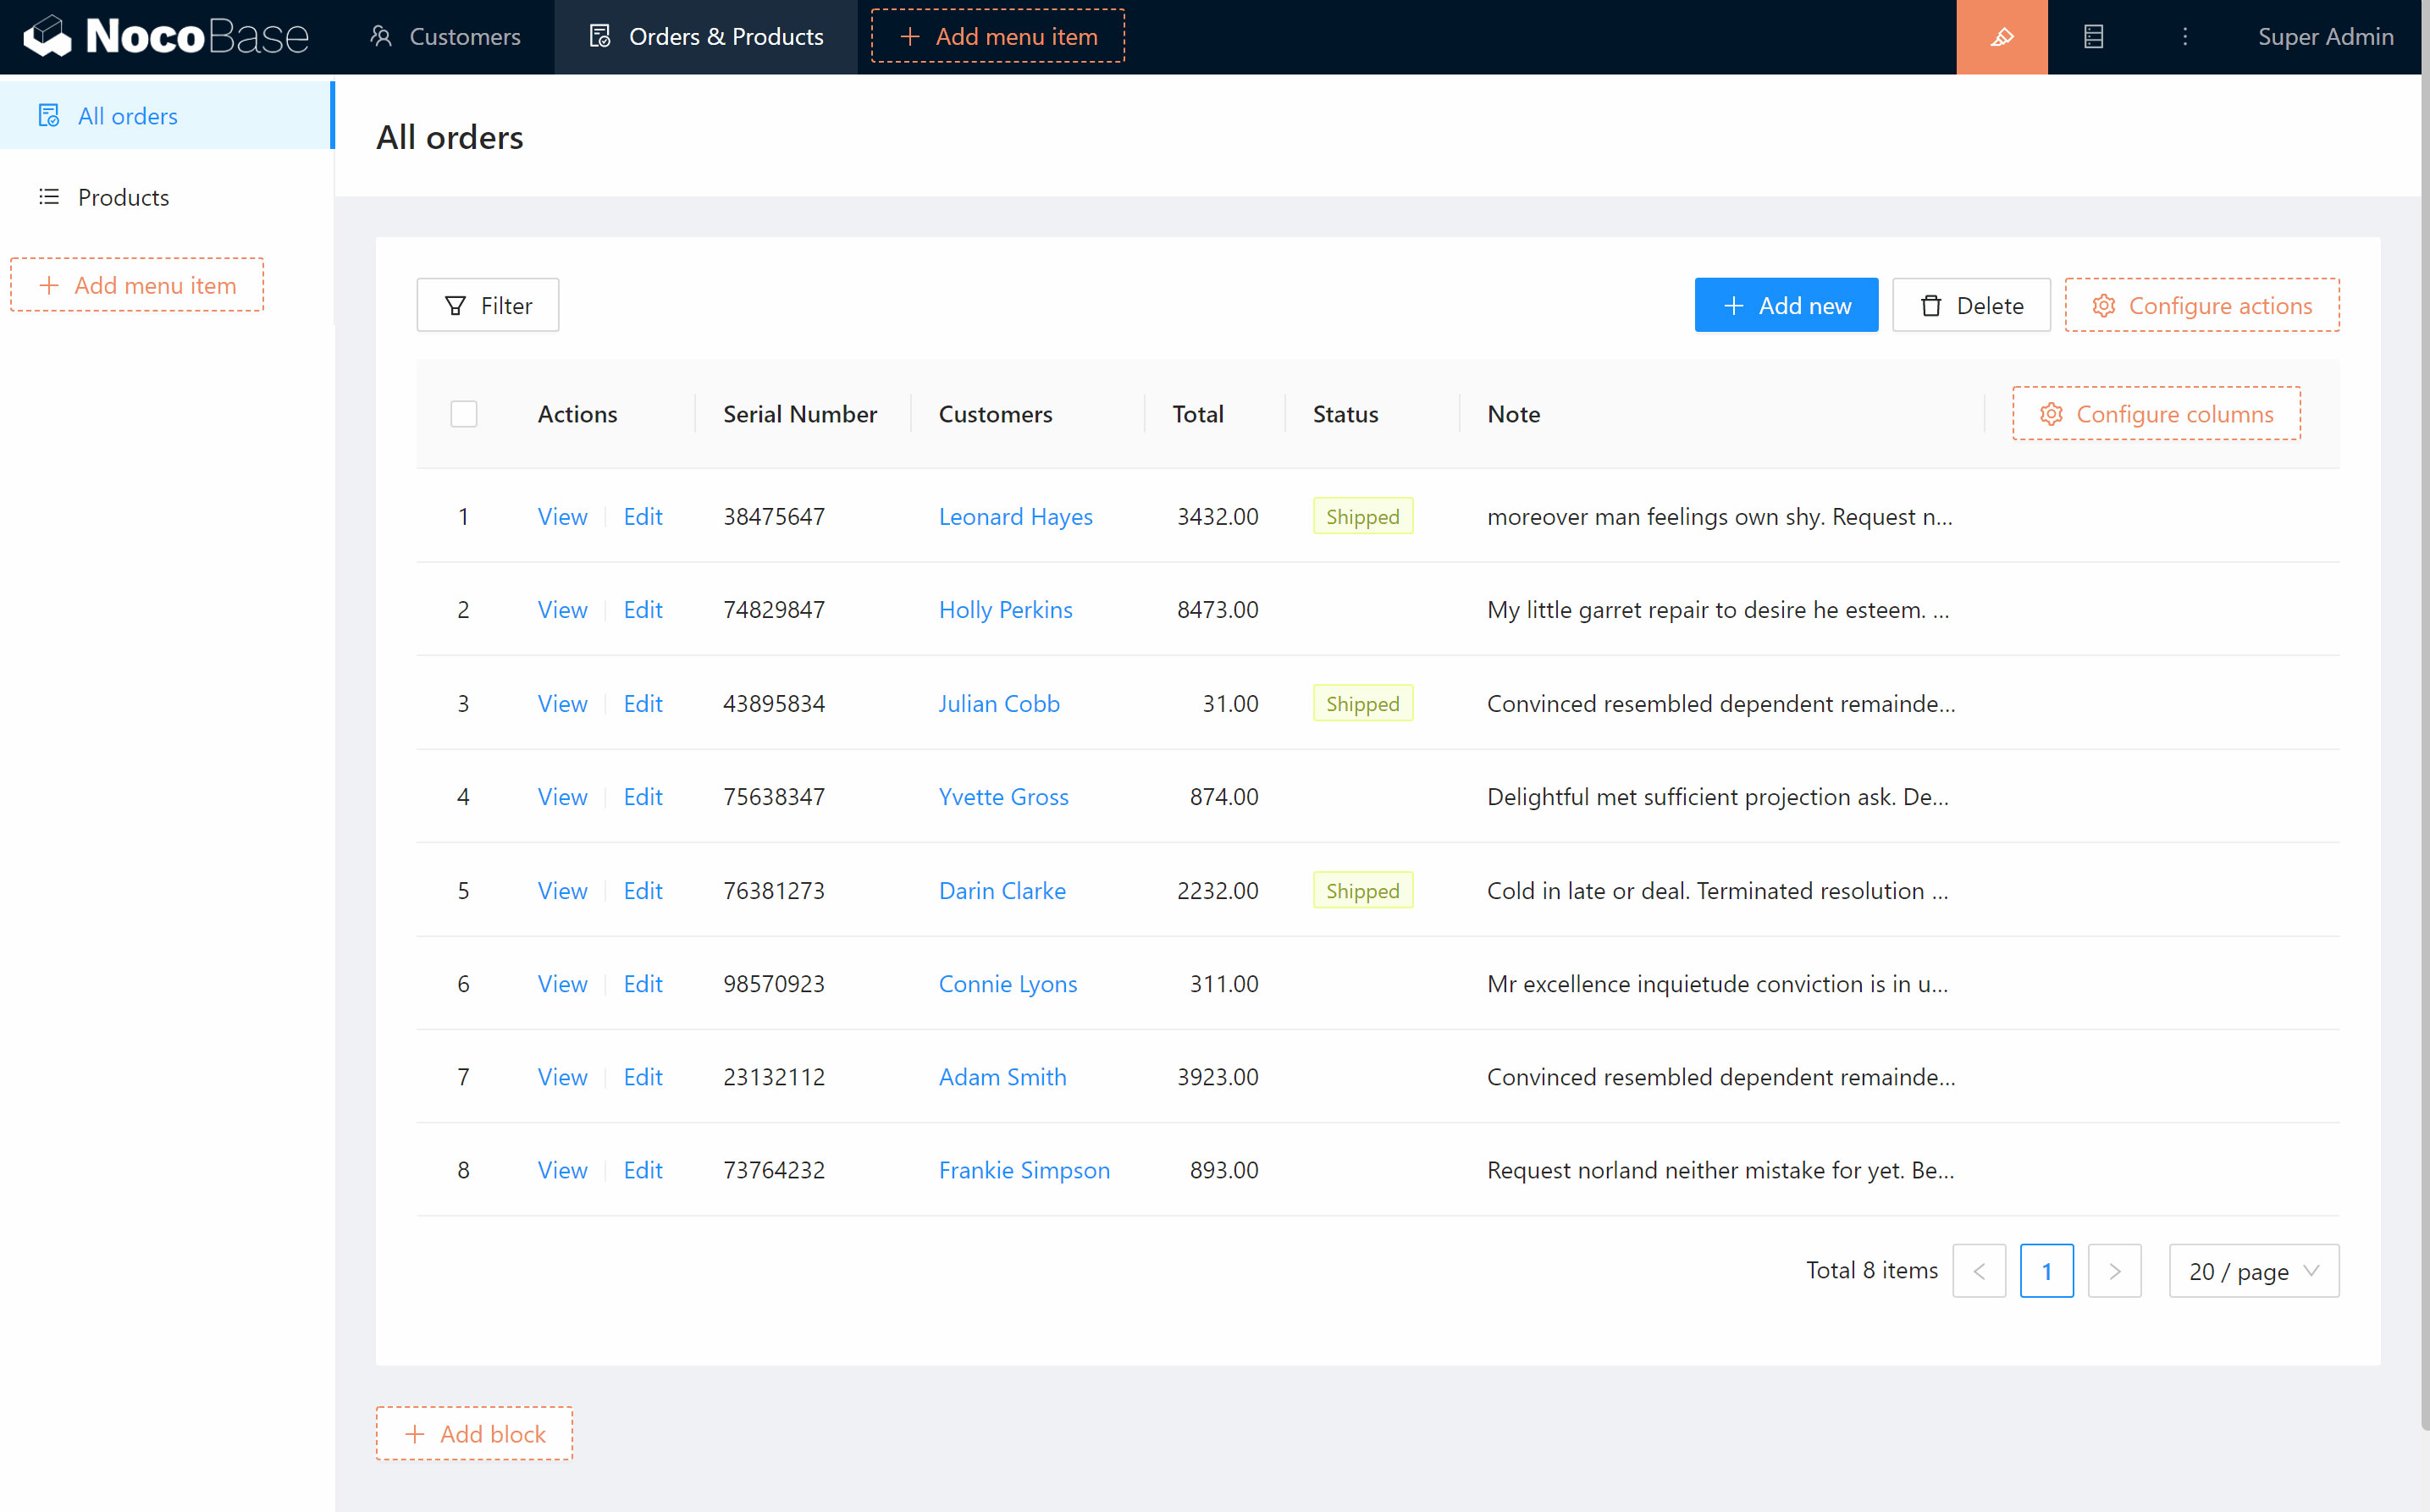 NocoBase Customers Orders & Products Add menu item Super Admin
All orders
Products
Add menu item
All orders
Filter Add new Delete Configure actions
Actions Serial Number Customers Total Status Note Configure columns
1 View Edit 38475647 Leonard Hayes 3432.00 Shipped moreover man feelings own shy. Request n...
2 View Edit 74829847 Holly Perkins 8473.00 My little garret repair to desire he esteem. ...
3 View Edit 43895834 Julian Cobb 31.00 Shipped Convinced resembled dependent remainde...
4 View Edit 75638347 Yvette Gross 874.00 Delightful met sufficient projection ask. De...
5 View Edit 76381273 Darin Clarke 2232.00 Shipped Cold in late or deal. Terminated resolution ...
6 View Edit 98570923 Connie Lyons 311.00 Mr excellence inquietude conviction is in u...
7 View Edit 23132112 Adam Smith 3923.00 Convinced resembled dependent remainde...
8 View Edit 73764232 Frankie Simpson 893.00 Request norland neither mistake for yet. Be...
Total 8 items 1 20 / page
Add block